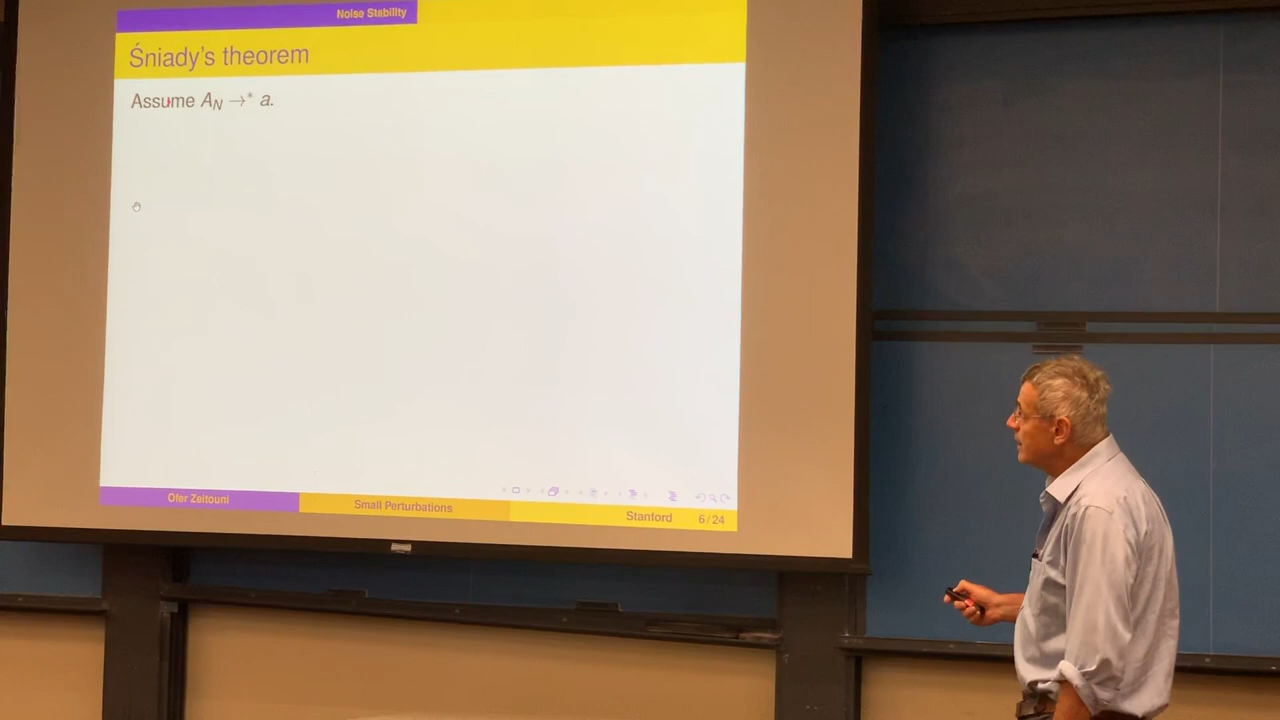 Noise Stability
Śniady's theorem
Assume A_N →* a.
Ofer Zeitouni
Small Perturbations
Stanford 6 / 24